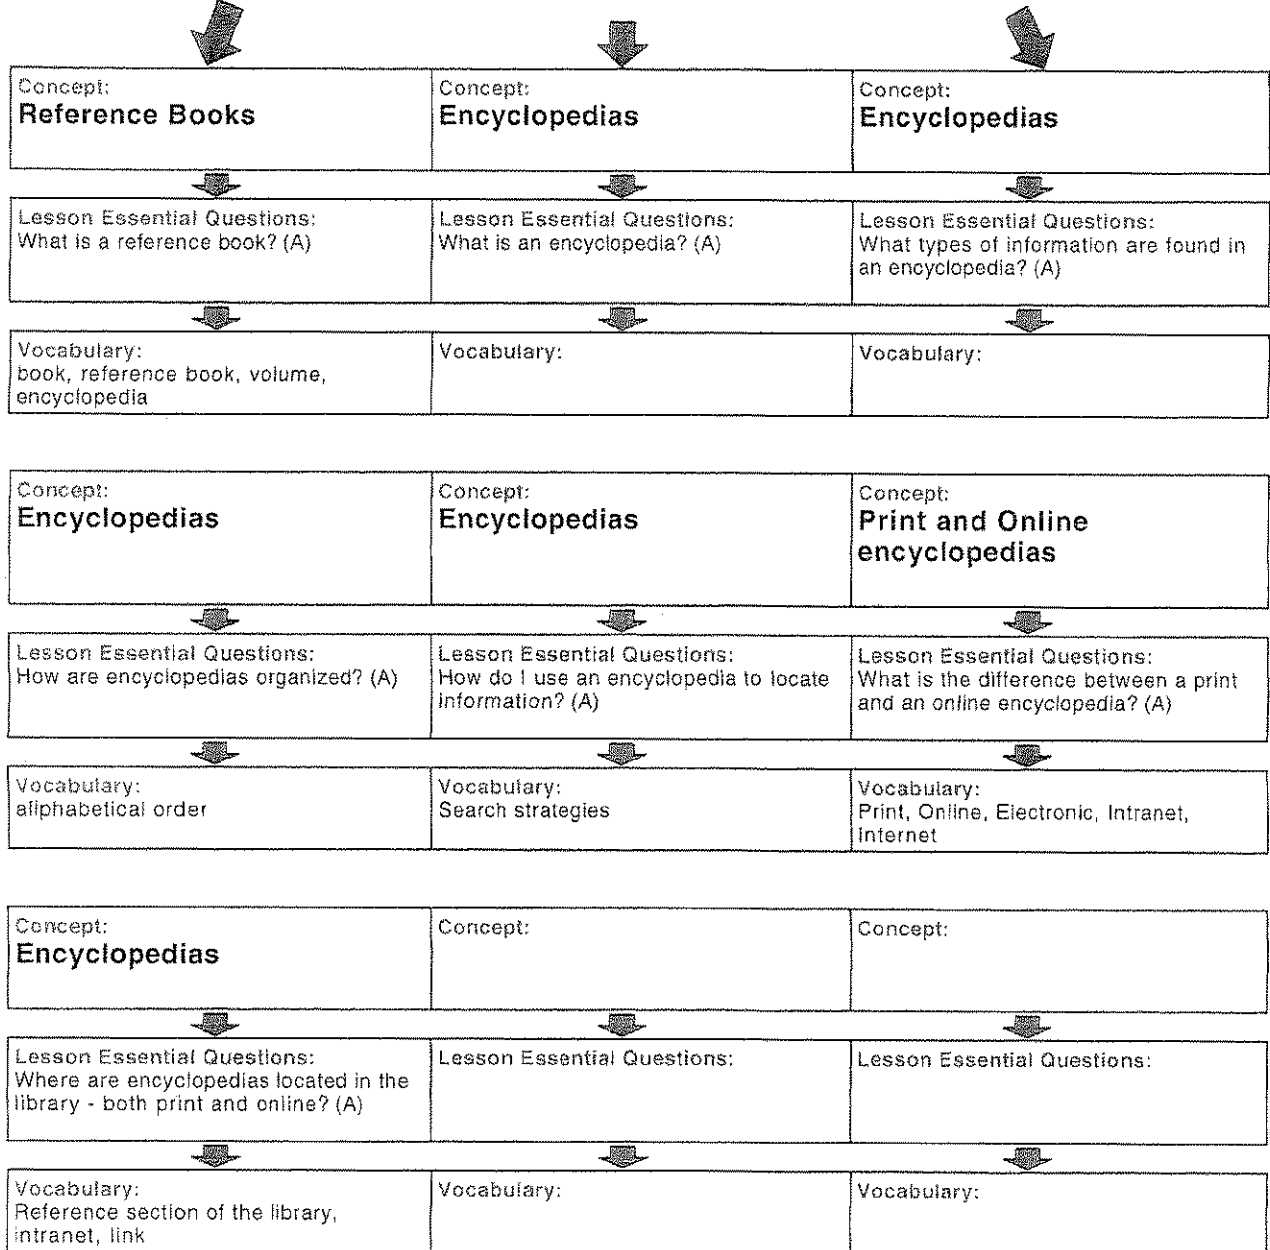 Concept:
Reference Books
Concept:
Encyclopedias
Concept:
Encyclopedias
Lesson Essential Questions:
What is a reference book? (A)
Lesson Essential Questions:
What is an encyclopedia? (A)
Lesson Essential Questions:
What types of information are found in
an encyclopedia? (A)
Vocabulary:
book, reference book, volume,
encyclopedia
Vocabulary:
Vocabulary:
Concept:
Encyclopedias
Concept:
Encyclopedias
Concept:
Print and Online
encyclopedias
Lesson Essential Questions:
How are encyclopedias organized? (A)
Lesson Essential Questions:
How do I use an encyclopedia to locate
information? (A)
Lesson Essential Questions:
What is the difference between a print
and an online encyclopedia? (A)
Vocabulary:
allphabetical order
Vocabulary:
Search strategies
Vocabulary:
Print, Online, Electronic, Intranet,
Internet
Concept:
Encyclopedias
Concept:
Concept:
Lesson Essential Questions:
Where are encyclopedias located in the
library - both print and online? (A)
Lesson Essential Questions:
Lesson Essential Questions:
Vocabulary:
Reference section of the library,
intranet, link
Vocabulary:
Vocabulary: